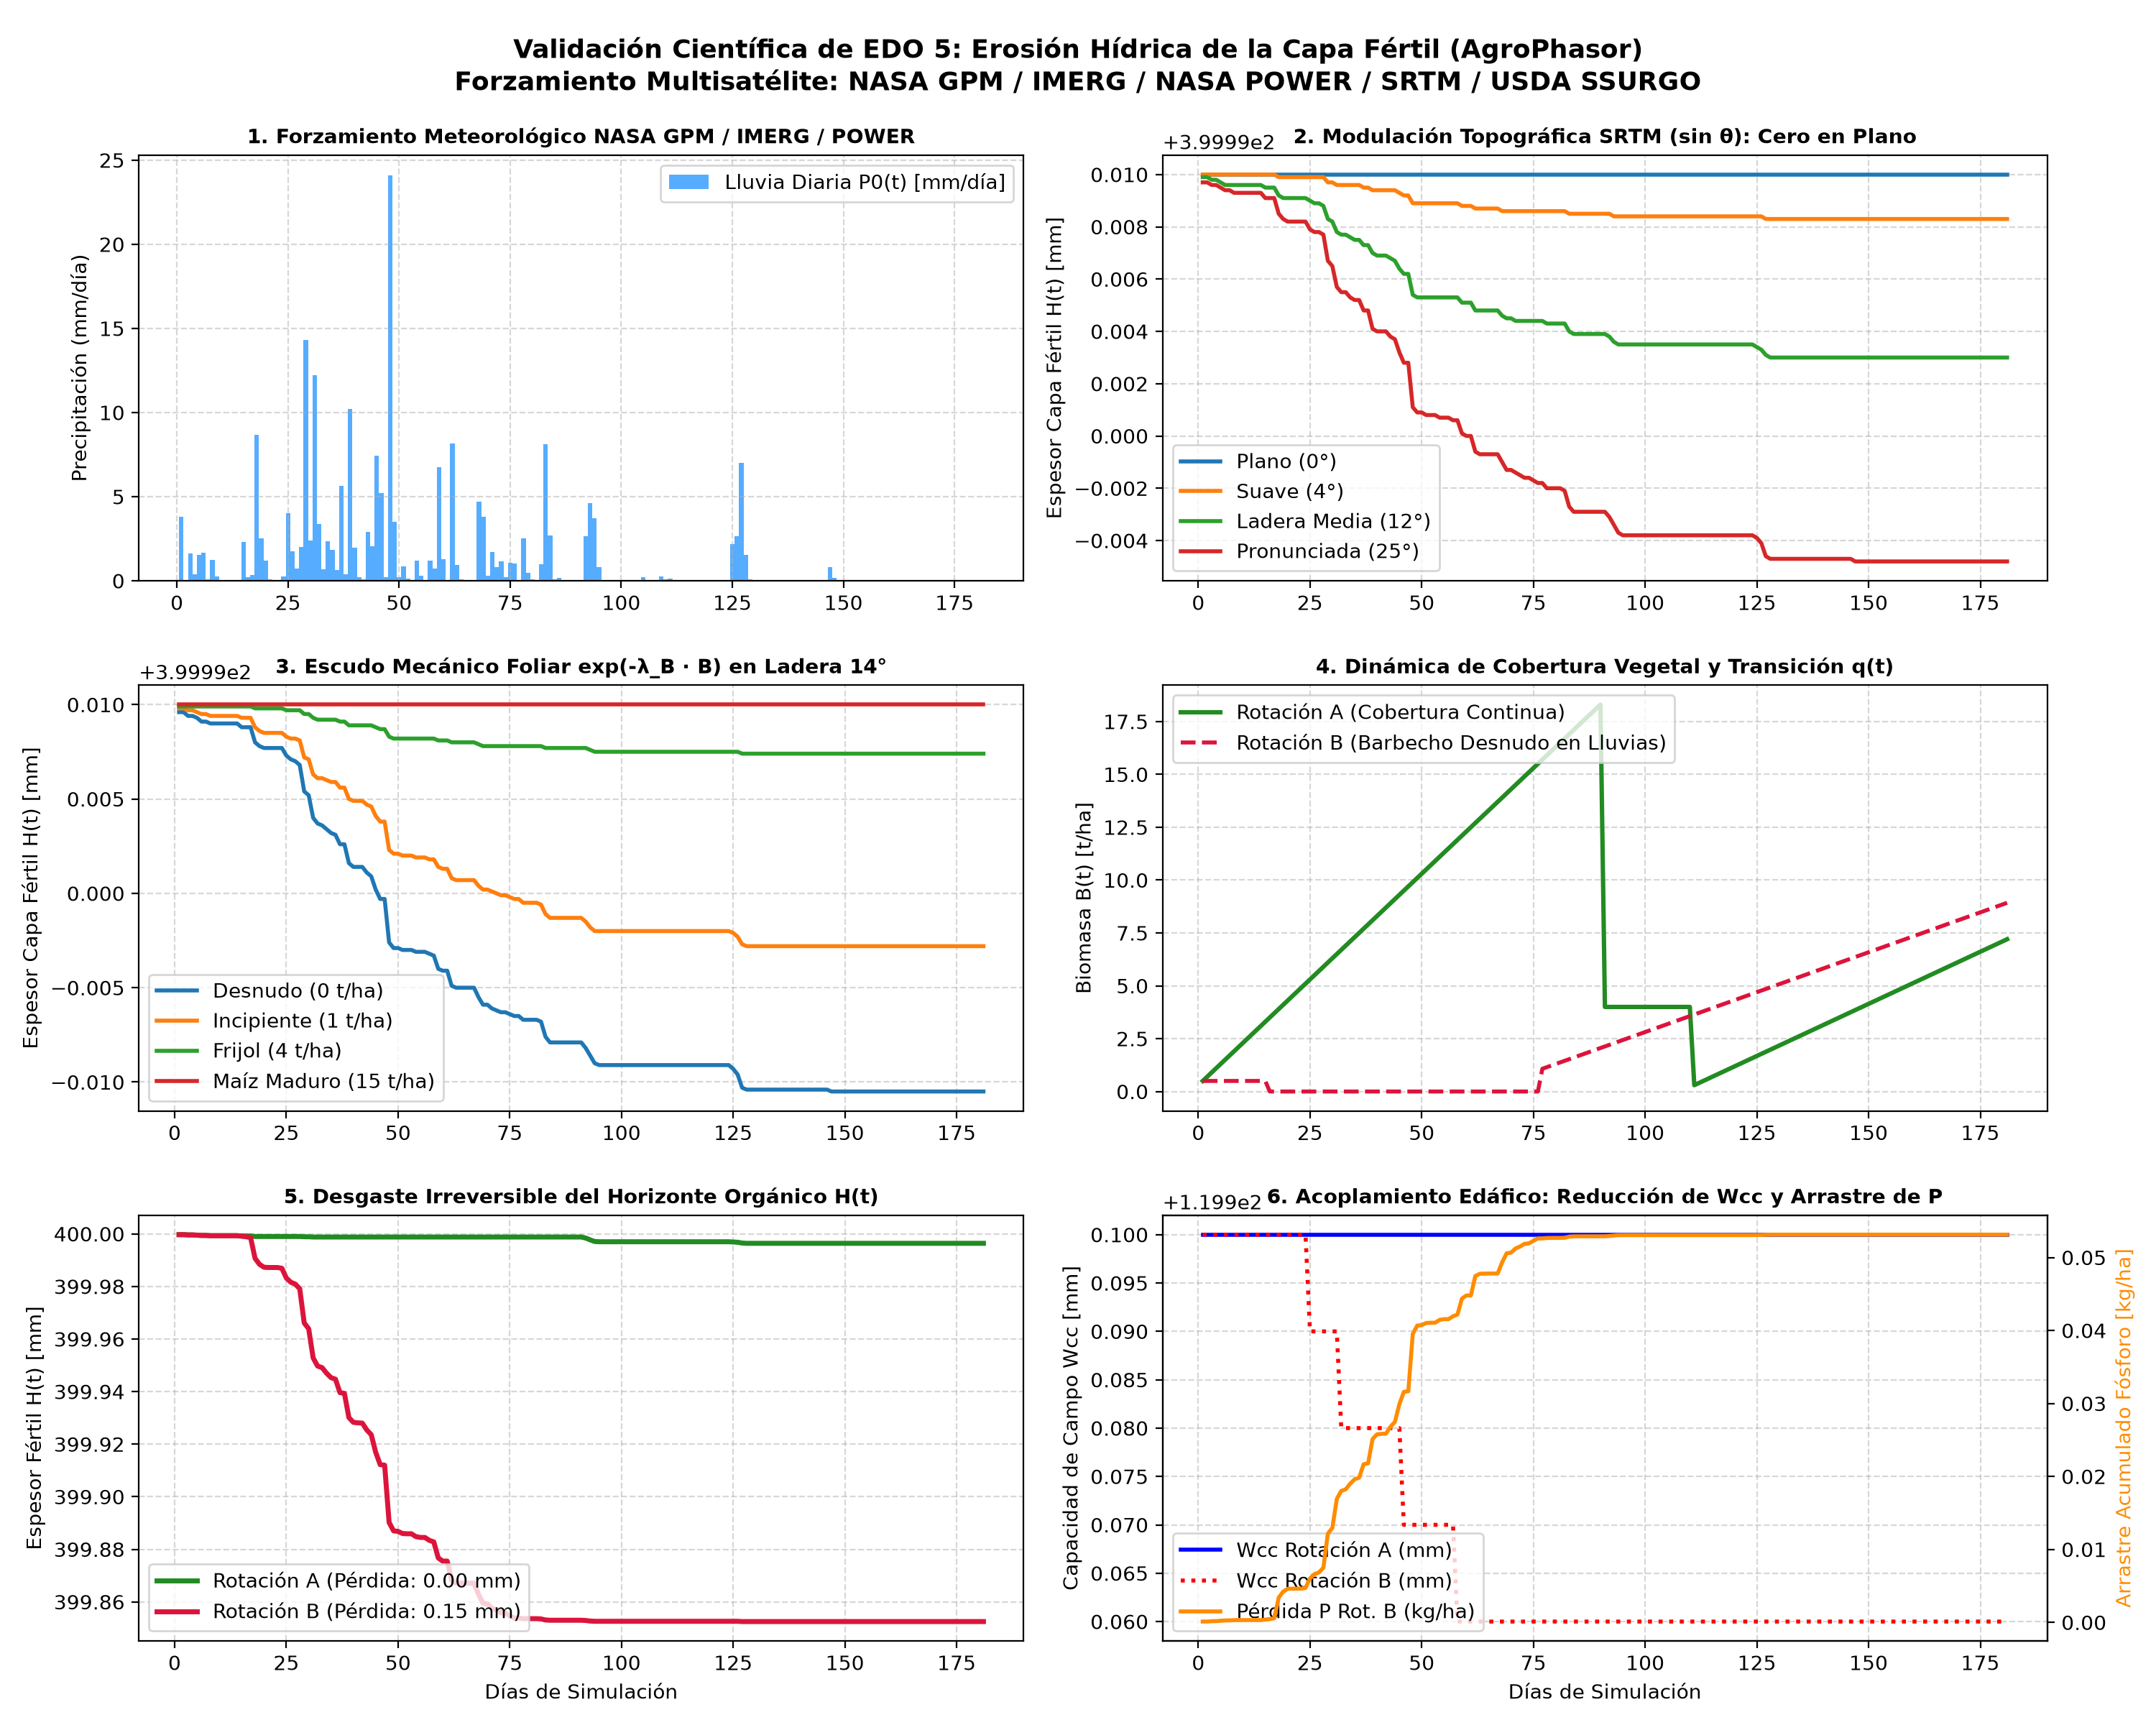 Validación Científica de EDO 5: Erosión Hídrica de la Capa Fértil (AgroPhasor)
Forzamiento Multisatélite: NASA GPM / IMERG / NASA POWER / SRTM / USDA SSURGO
1. Forzamiento Meteorológico NASA GPM / IMERG / POWER
Precipitación (mm/día)
25
20
15
10
5
0
Lluvia Diaria P0(t) [mm/día]
0 25 50 75 100 125 150 175
+3.9999e2
2. Modulación Topográfica SRTM (sin θ): Cero en Plano
Espesor Capa Fértil H(t) [mm]
0.010
0.008
0.006
0.004
0.002
0.000
−0.002
−0.004
Plano (0°)
Suave (4°)
Ladera Media (12°)
Pronunciada (25°)
0 25 50 75 100 125 150 175
+3.9999e2
3. Escudo Mecánico Foliar exp(-λ_B · B) en Ladera 14°
Espesor Capa Fértil H(t) [mm]
0.010
0.005
0.000
−0.005
−0.010
Desnudo (0 t/ha)
Incipiente (1 t/ha)
Frijol (4 t/ha)
Maíz Maduro (15 t/ha)
0 25 50 75 100 125 150 175
4. Dinámica de Cobertura Vegetal y Transición q(t)
Biomasa B(t) [t/ha]
17.5
15.0
12.5
10.0
7.5
5.0
2.5
0.0
Rotación A (Cobertura Continua)
Rotación B (Barbecho Desnudo en Lluvias)
0 25 50 75 100 125 150 175
5. Desgaste Irreversible del Horizonte Orgánico H(t)
Espesor Fértil H(t) [mm]
400.00
399.98
399.96
399.94
399.92
399.90
399.88
399.86
Rotación A (Pérdida: 0.00 mm)
Rotación B (Pérdida: 0.15 mm)
0 25 50 75 100 125 150 175
Días de Simulación
+1.199e2
6. Acoplamiento Edáfico: Reducción de Wcc y Arrastre de P
Capacidad de Campo Wcc [mm]
0.100
0.095
0.090
0.085
0.080
0.075
0.070
0.065
0.060
Wcc Rotación A (mm)
Wcc Rotación B (mm)
Pérdida P Rot. B (kg/ha)
0.05
0.04
0.03
0.02
0.01
0.00
Arrastre Acumulado Fósforo [kg/ha]
0 25 50 75 100 125 150 175
Días de Simulación